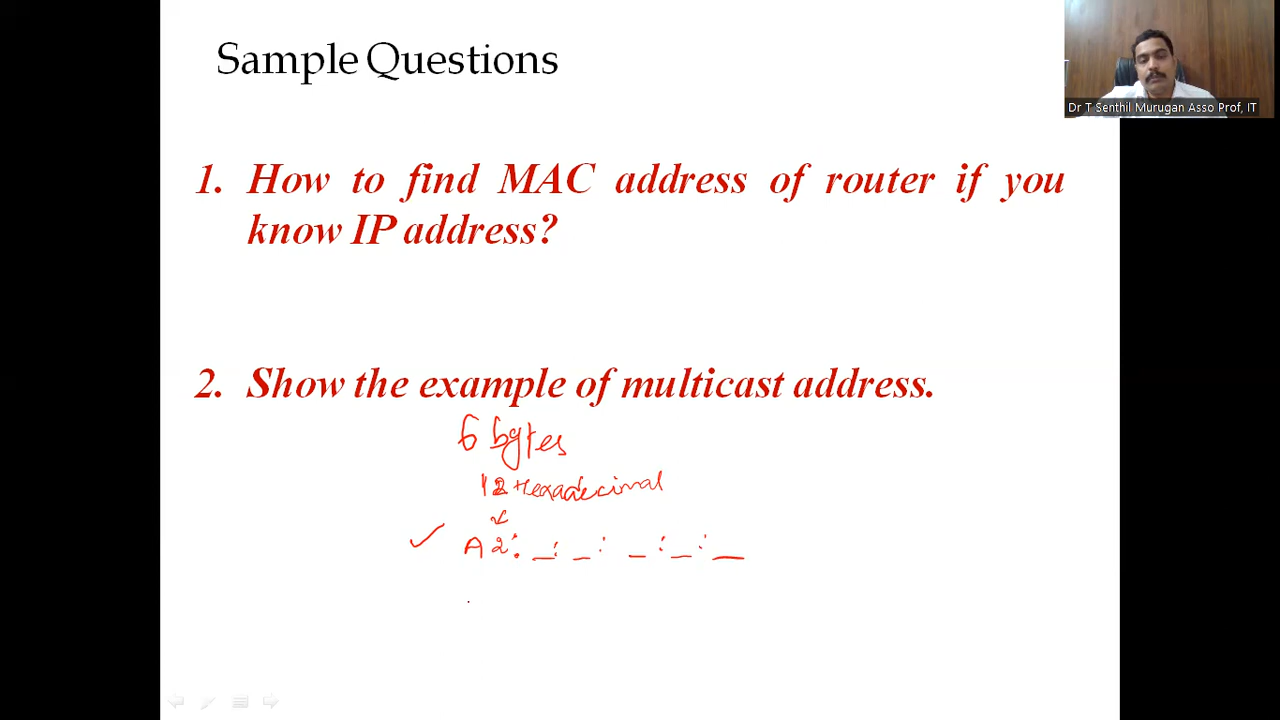 Sample Questions
Dr T Senthil Murugan Asso Prof, IT
1. How to find MAC address of router if you
know IP address?
2. Show the example of multicast address.
6 bytes
12 Hexadecimal
A2: _: _: _: _: _